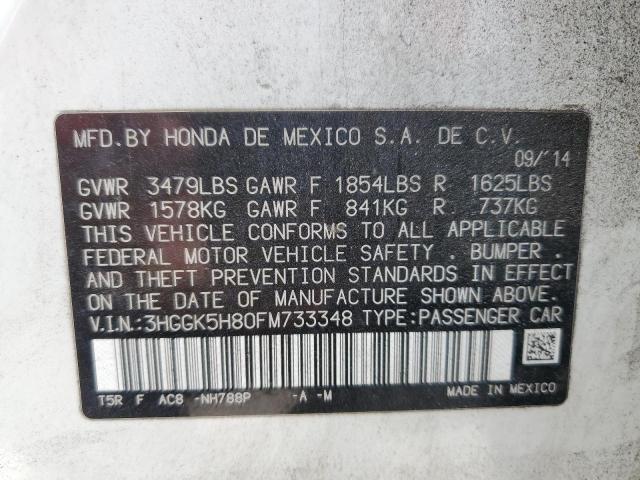 MFD.BY HONDA DE MEXICO S.A. DE C.V.
09/'14
GVWR 3479LBS GAWR F 1854LBS R 1625LBS
GVWR 1578KG GAWR F 841KG R 737KG
THIS VEHICLE CONFORMS TO ALL APPLICABLE
FEDERAL MOTOR VEHICLE SAFETY . BUMPER .
AND THEFT PREVENTION STANDARDS IN EFFECT
ON THE DATE OF MANUFACTURE SHOWN ABOVE.
V.I.N.:3HGGK5H80FM733348 TYPE:PASSENGER CAR
T5R F AC8 -NH788P -A -M MADE IN MEXICO